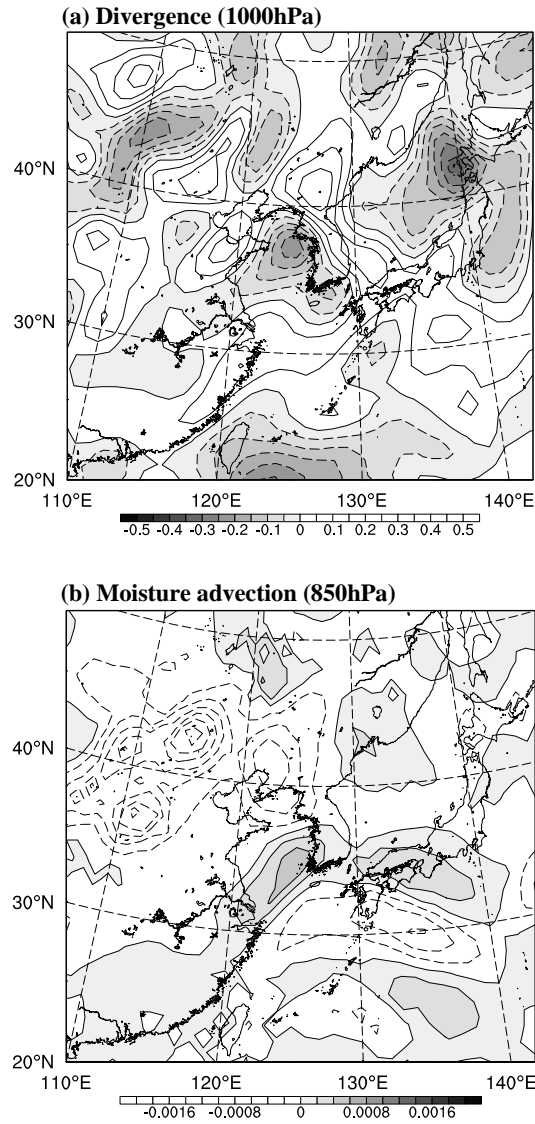 (a) Divergence (1000hPa)
40°N
30°N
20°N
110°E 120°E 130°E 140°E
-0.5 -0.4 -0.3 -0.2 -0.1 0 0.1 0.2 0.3 0.4 0.5
(b) Moisture advection (850hPa)
40°N
30°N
20°N
110°E 120°E 130°E 140°E
-0.0016 -0.0008 0 0.0008 0.0016